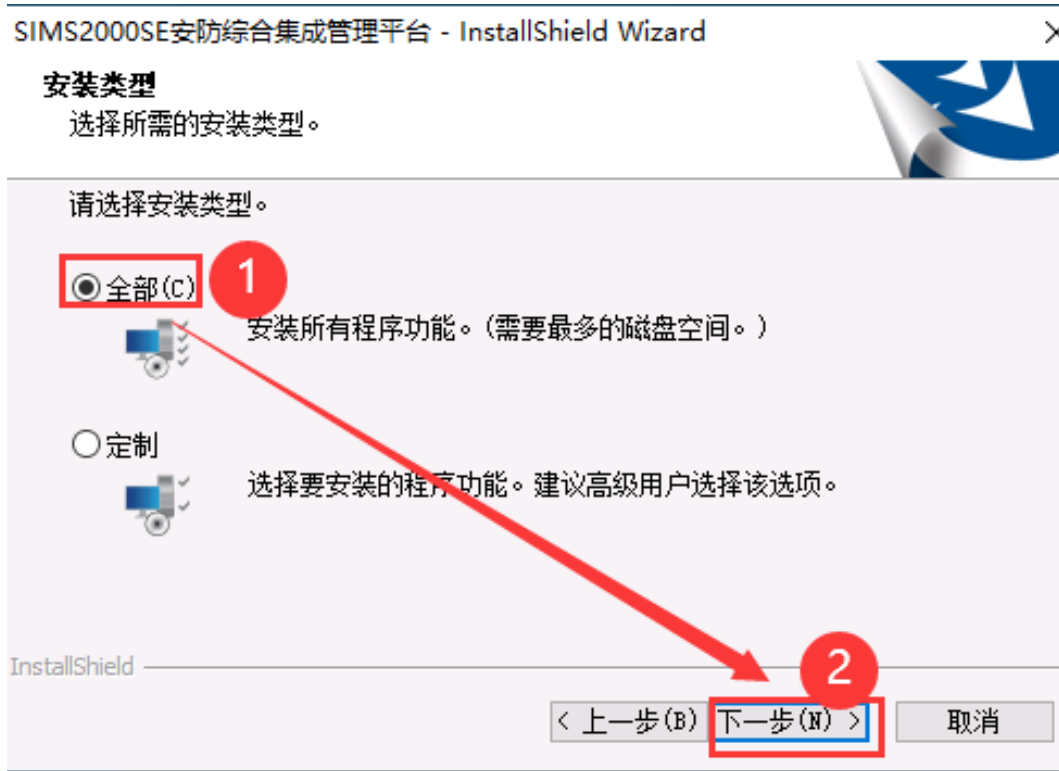 SIMS2000SE安防综合集成管理平台 - InstallShield Wizard
安装类型
选择所需的安装类型。
请选择安装类型。
全部(C)
1
安装所有程序功能。(需要最多的磁盘空间。)
定制
选择要安装的程序功能。建议高级用户选择该选项。
InstallShield
2
< 上一步(B) 下一步(N) > 取消